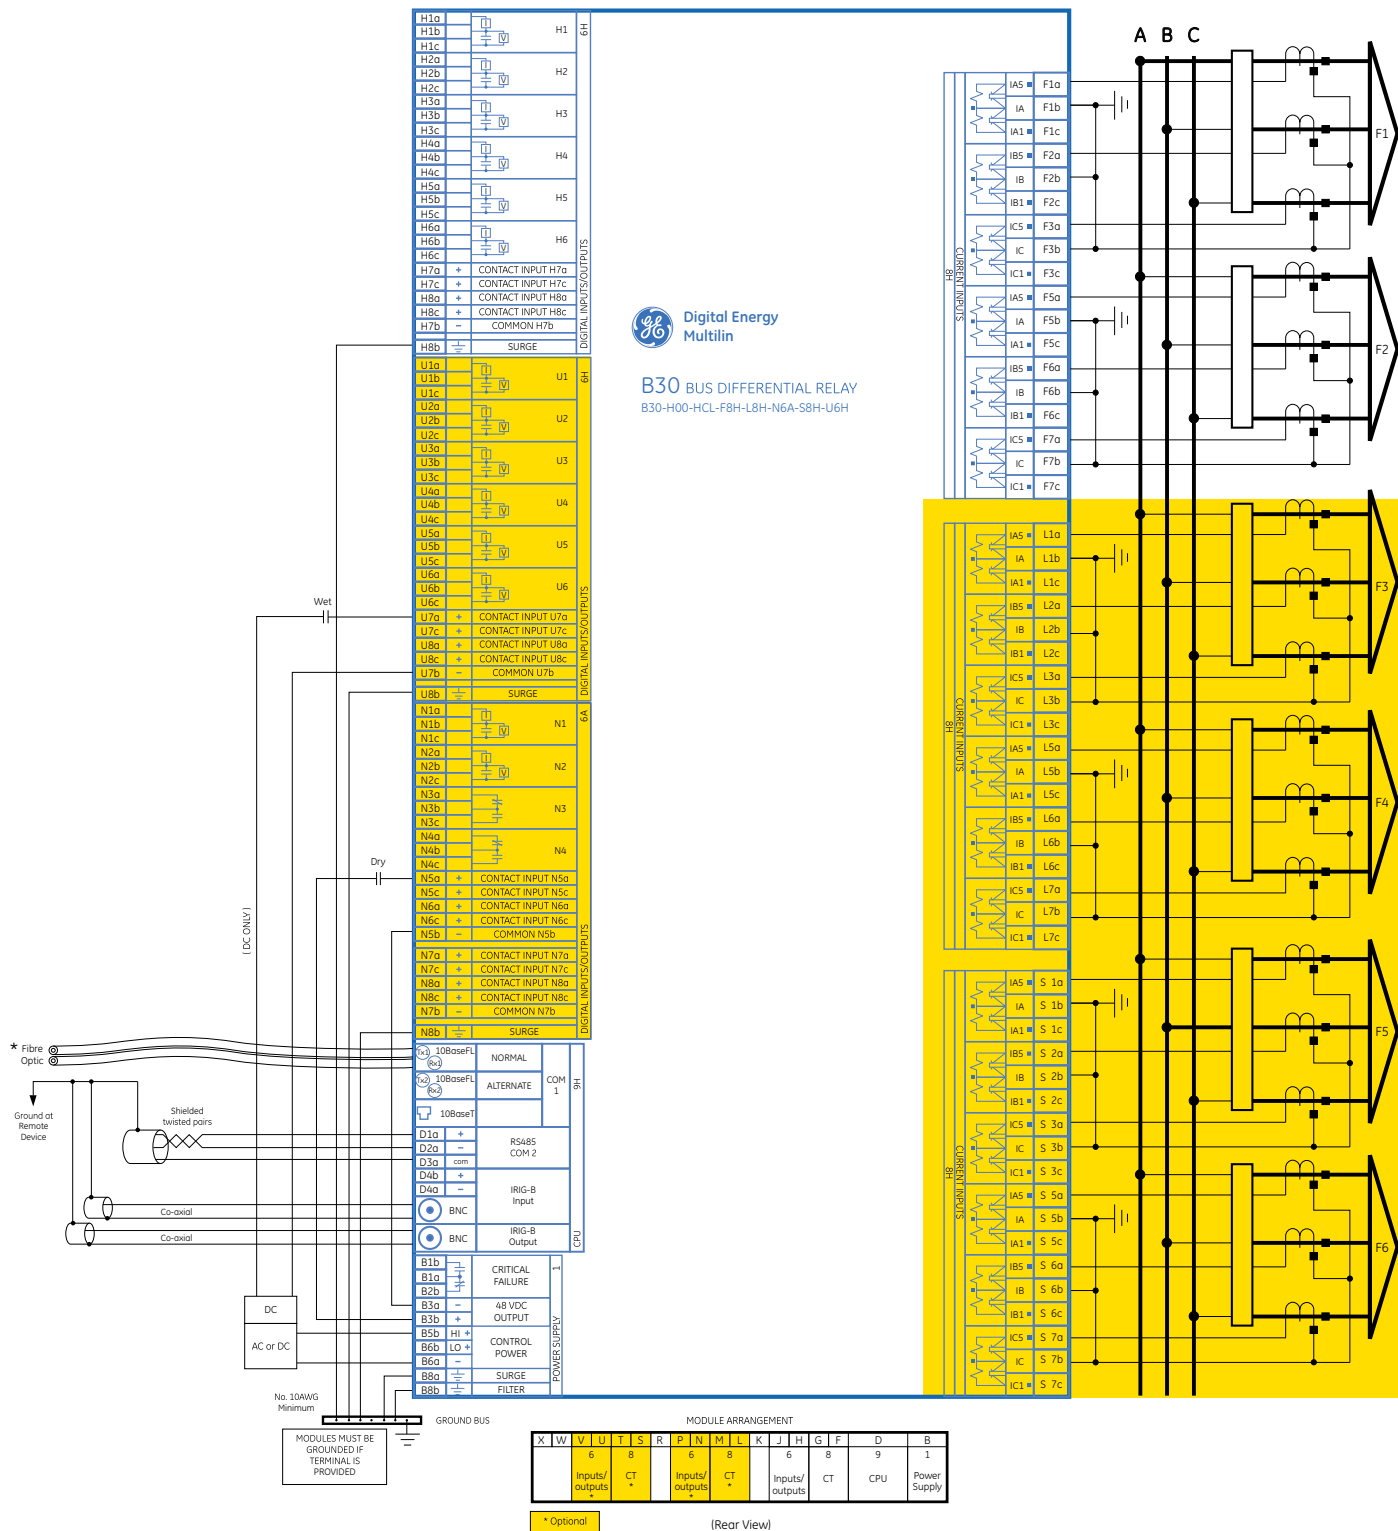 H1a
H1b
H1c
H1
6H
H2a
H2b
H2c
H2
H3a
H3b
H3c
H3
H4a
H4b
H4c
H4
H5a
H5b
H5c
H5
H6a
H6b
H6c
H6
H7a + CONTACT INPUT H7a
H7c + CONTACT INPUT H7c
H8a + CONTACT INPUT H8a
H8c + CONTACT INPUT H8c
H7b - COMMON H7b
H8b SURGE
DIGITAL INPUTS/OUTPUTS
U1a
U1b
U1c
U1
6H
U2a
U2b
U2c
U2
U3a
U3b
U3c
U3
U4a
U4b
U4c
U4
U5a
U5b
U5c
U5
U6a
U6b
U6c
U6
Wet
U7a + CONTACT INPUT U7a
U7c + CONTACT INPUT U7c
U8a + CONTACT INPUT U8a
U8c + CONTACT INPUT U8c
U7b - COMMON U7b
U8b SURGE
DIGITAL INPUTS/OUTPUTS
N1a
N1b
N1c
N1
6A
N2a
N2b
N2c
N2
N3a
N3b
N3c
N3
N4a
N4b
N4c
N4
Dry
N5a + CONTACT INPUT N5a
N5c + CONTACT INPUT N5c
N6a + CONTACT INPUT N6a
N6c + CONTACT INPUT N6c
N5b - COMMON N5b
N7a + CONTACT INPUT N7a
N7c + CONTACT INPUT N7c
N8a + CONTACT INPUT N8a
N8c + CONTACT INPUT N8c
N7b - COMMON N7b
N8b SURGE
DIGITAL INPUTS/OUTPUTS
( DC ONLY )
* Fibre
Optic
Tx1 10BaseFL
Rx1
NORMAL
Tx2 10BaseFL
Rx2
ALTERNATE
COM
1
10BaseT
9H
Ground at
Remote
Device
Shielded
twisted pairs
D1a +
D2a -
D3a com
RS485
COM 2
D4b +
D4a -
BNC
IRIG-B
Input
Co-axial
BNC
IRIG-B
Output
Co-axial
CPU
B1b
B1a
B2b
CRITICAL
FAILURE
1
B3a -
B3b +
48 VDC
OUTPUT
B5b HI +
B6b LO +
B6a -
CONTROL
POWER
B8a SURGE
B8b FILTER
POWER SUPPLY
DC
AC or DC
No. 10AWG
Minimum
GROUND BUS
MODULES MUST BE
GROUNDED IF
TERMINAL IS
PROVIDED
GE
Digital Energy
Multilin
B30 BUS DIFFERENTIAL RELAY
B30-H00-HCL-F8H-L8H-N6A-S8H-U6H
A B C
IA5 F1a
IA F1b
IA1 F1c
IB5 F2a
IB F2b
IB1 F2c
IC5 F3a
IC F3b
IC1 F3c
IA5 F5a
IA F5b
IA1 F5c
IB5 F6a
IB F6b
IB1 F6c
IC5 F7a
IC F7b
IC1 F7c
CURRENT INPUTS
8H
F1
F2
IA5 L1a
IA L1b
IA1 L1c
IB5 L2a
IB L2b
IB1 L2c
IC5 L3a
IC L3b
IC1 L3c
IA5 L5a
IA L5b
IA1 L5c
IB5 L6a
IB L6b
IB1 L6c
IC5 L7a
IC L7b
IC1 L7c
CURRENT INPUTS
8H
F3
F4
IA5 S 1a
IA S 1b
IA1 S 1c
IB5 S 2a
IB S 2b
IB1 S 2c
IC5 S 3a
IC S 3b
IC1 S 3c
IA5 S 5a
IA S 5b
IA1 S 5c
IB5 S 6a
IB S 6b
IB1 S 6c
IC5 S 7a
IC S 7b
IC1 S 7c
CURRENT INPUTS
8H
F5
F6
MODULE ARRANGEMENT
X W V U T S R P N M L K J H G F D B
6 8 6 8 6 8 9 1
Inputs/
outputs
*
CT
*
Inputs/
outputs
*
CT
*
Inputs/
outputs
CT
CPU
Power
Supply
* Optional
(Rear View)